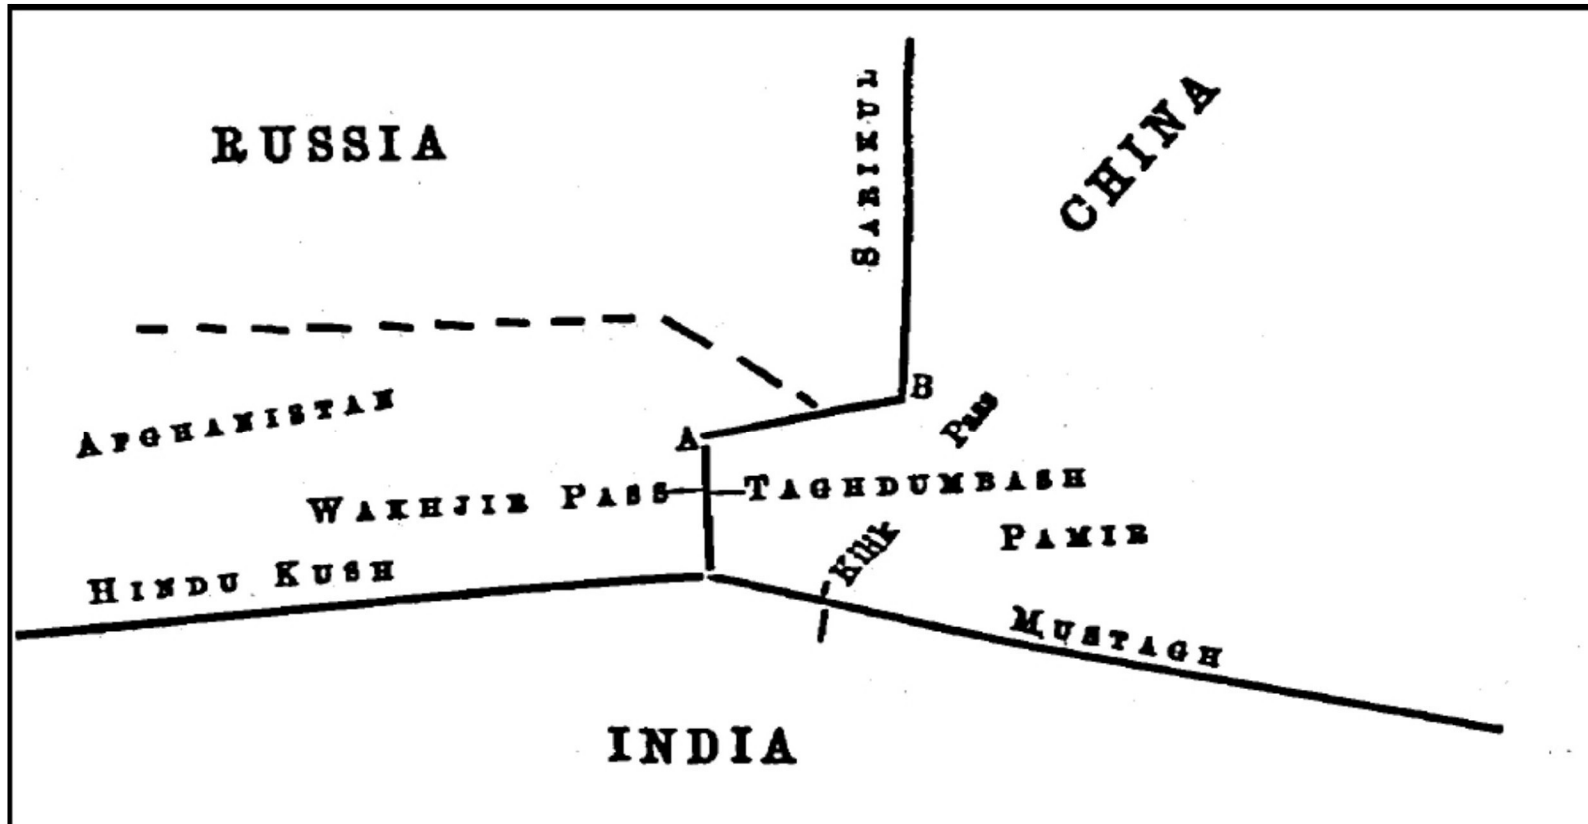 RUSSIA
SARIKUL
CHINA
AFGHANISTAN
B
A
Pass
WAKHJIR PASS
TAGHDUMBASH
PAMIR
Kilik
HINDU KUSH
MUSTAGH
INDIA